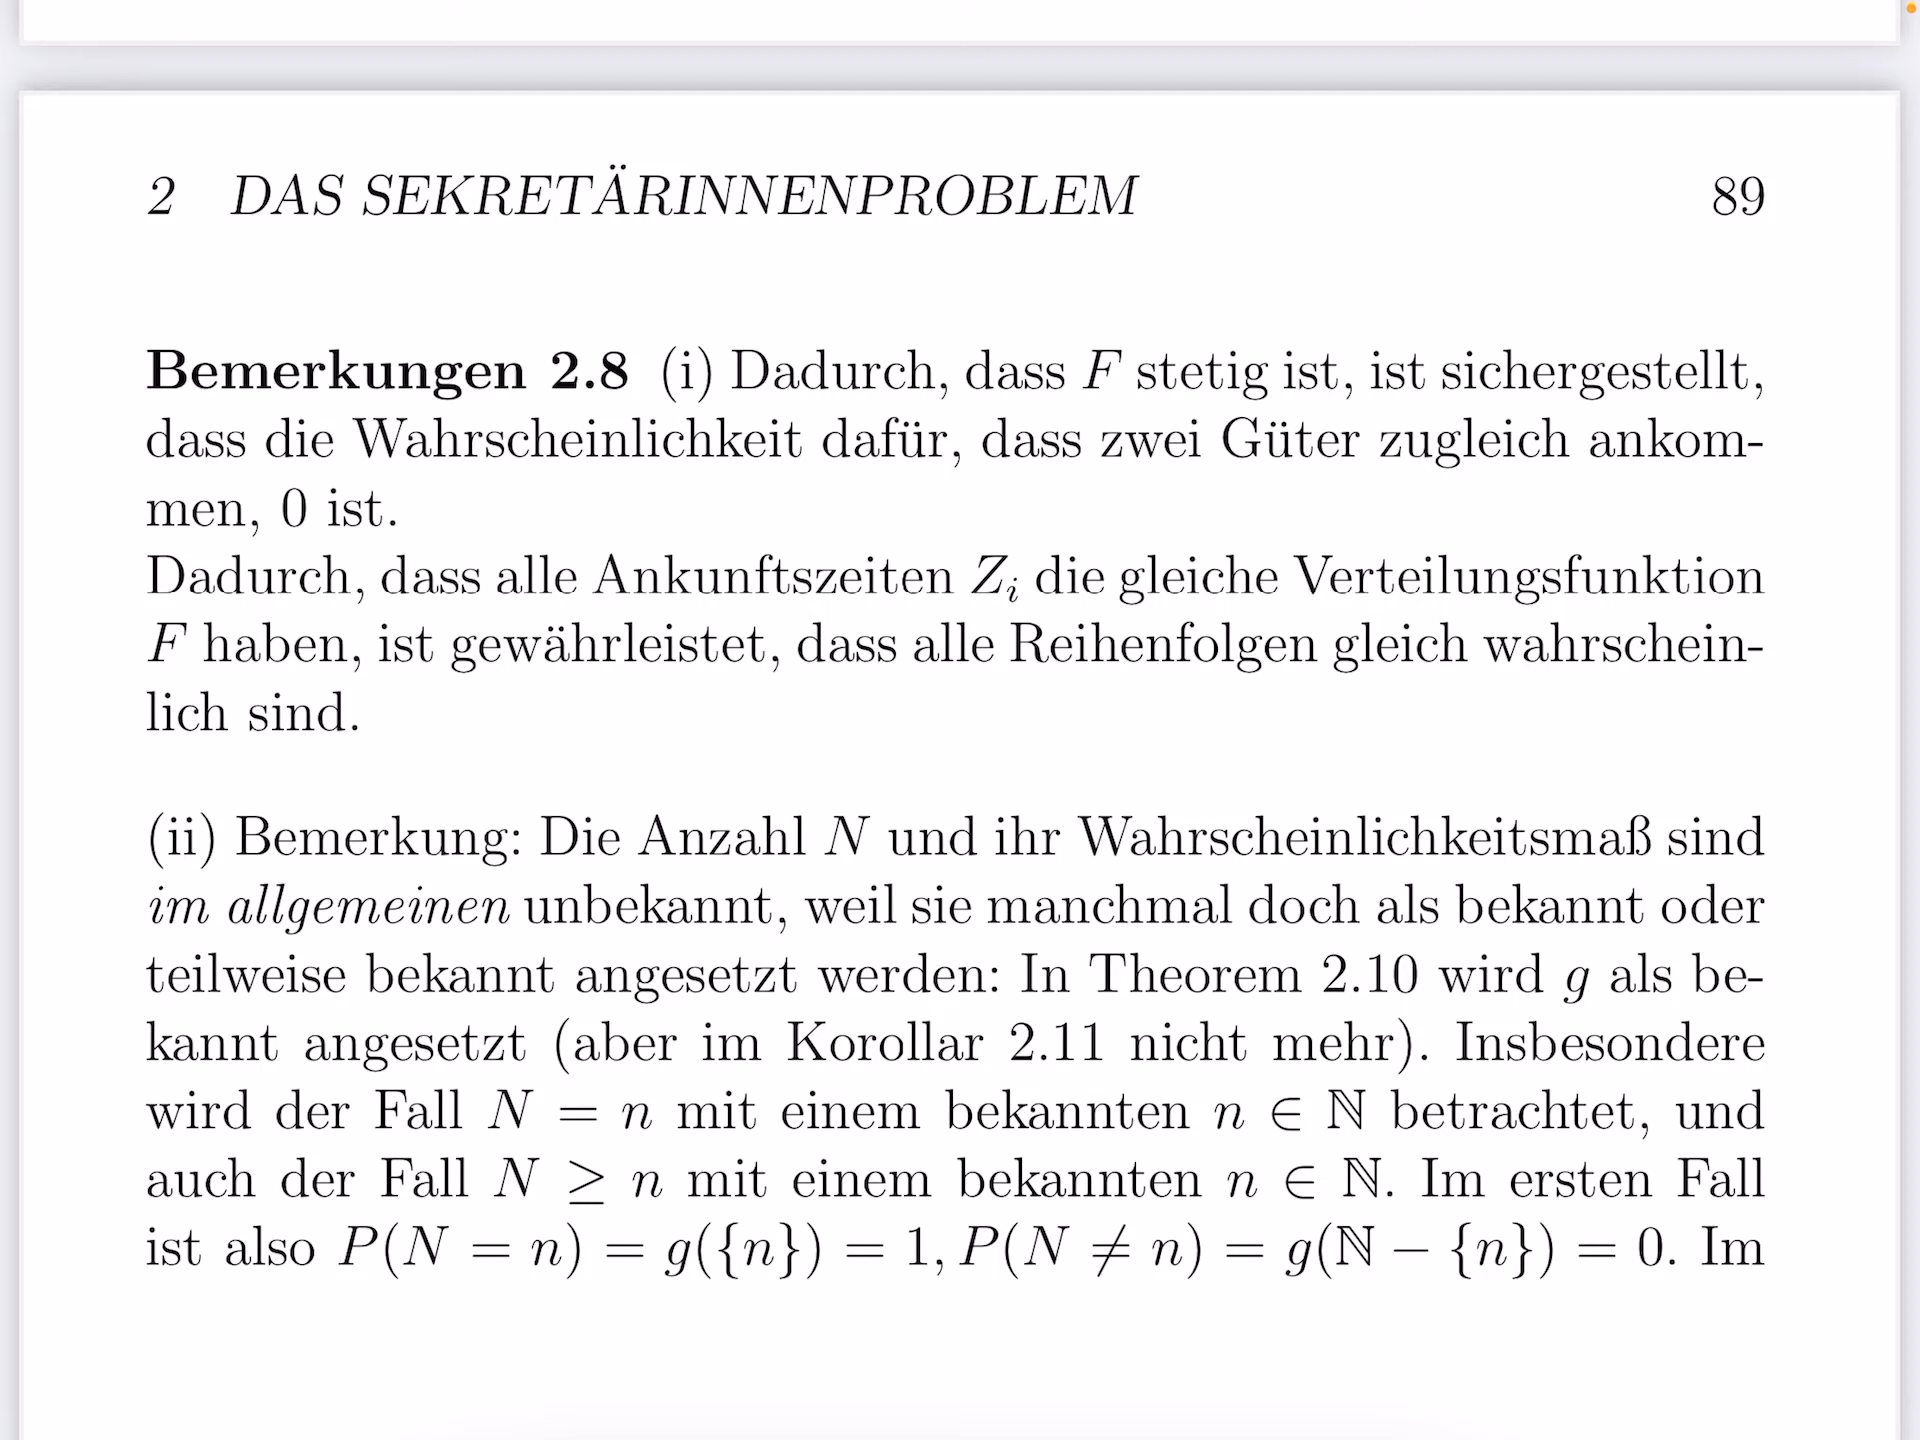 2 DAS SEKRETÄRINNENPROBLEM 89
Bemerkungen 2.8 (i) Dadurch, dass F stetig ist, ist sichergestellt,
dass die Wahrscheinlichkeit dafür, dass zwei Güter zugleich ankom-
men, 0 ist.
Dadurch, dass alle Ankunftszeiten Z_i die gleiche Verteilungsfunktion
F haben, ist gewährleistet, dass alle Reihenfolgen gleich wahrschein-
lich sind.
(ii) Bemerkung: Die Anzahl N und ihr Wahrscheinlichkeitsmaß sind
im allgemeinen unbekannt, weil sie manchmal doch als bekannt oder
teilweise bekannt angesetzt werden: In Theorem 2.10 wird g als be-
kannt angesetzt (aber im Korollar 2.11 nicht mehr). Insbesondere
wird der Fall N = n mit einem bekannten n ∈ ℕ betrachtet, und
auch der Fall N ≥ n mit einem bekannten n ∈ ℕ. Im ersten Fall
ist also P(N = n) = g({n}) = 1, P(N ≠ n) = g(ℕ − {n}) = 0. Im